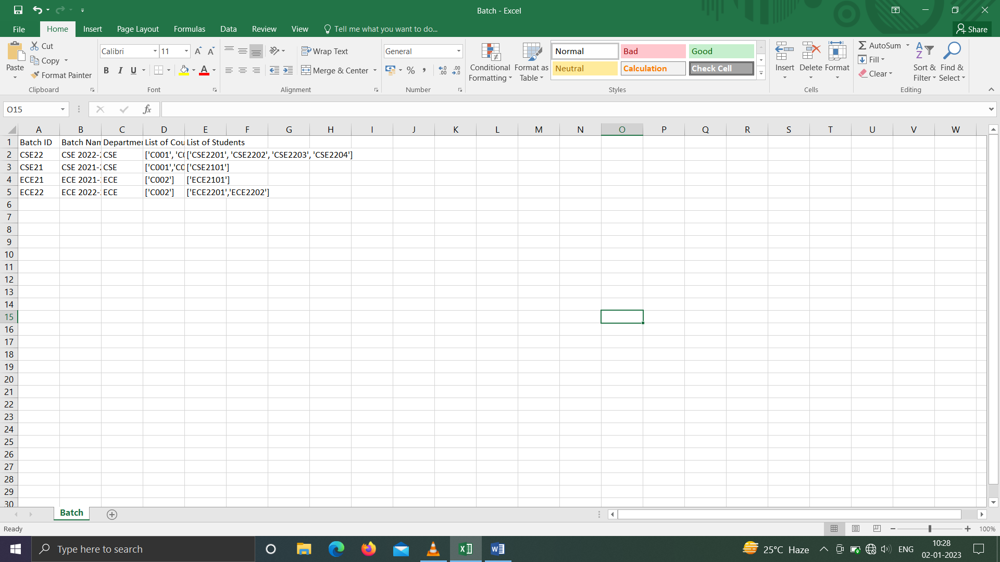 Batch - Excel
File Home Insert Page Layout Formulas Data Review View Tell me what you want to do... Share
Paste Cut Copy Format Painter Clipboard
Calibri 11 A A B I U A Font
Wrap Text Merge & Center Alignment
General % , .00 Number
Conditional Formatting Format as Table
Normal Bad Good
Neutral Calculation Check Cell
Styles
Insert Delete Format Cells
AutoSum Fill Clear Sort & Filter Find & Select Editing
O15 fx
A B C D E F G H I J K L M N O P Q R S T U V W
1 Batch ID Batch Nam Departmen List of Cou List of Students
2 CSE22 CSE 2022- CSE ['C001', 'C0 ['CSE2201', 'CSE2202', 'CSE2203', 'CSE2204']
3 CSE21 CSE 2021-2 CSE ['C001','C0 ['CSE2101']
4 ECE21 ECE 2021- ECE ['C002'] ['ECE2101']
5 ECE22 ECE 2022- ECE ['C002'] ['ECE2201','ECE2202']
6
7
8
9
10
11
12
13
14
15
16
17
18
19
20
21
22
23
24
25
26
27
28
29
30
Batch
Ready 100%
Type here to search 25°C Haze ENG 10:28
02-01-2023